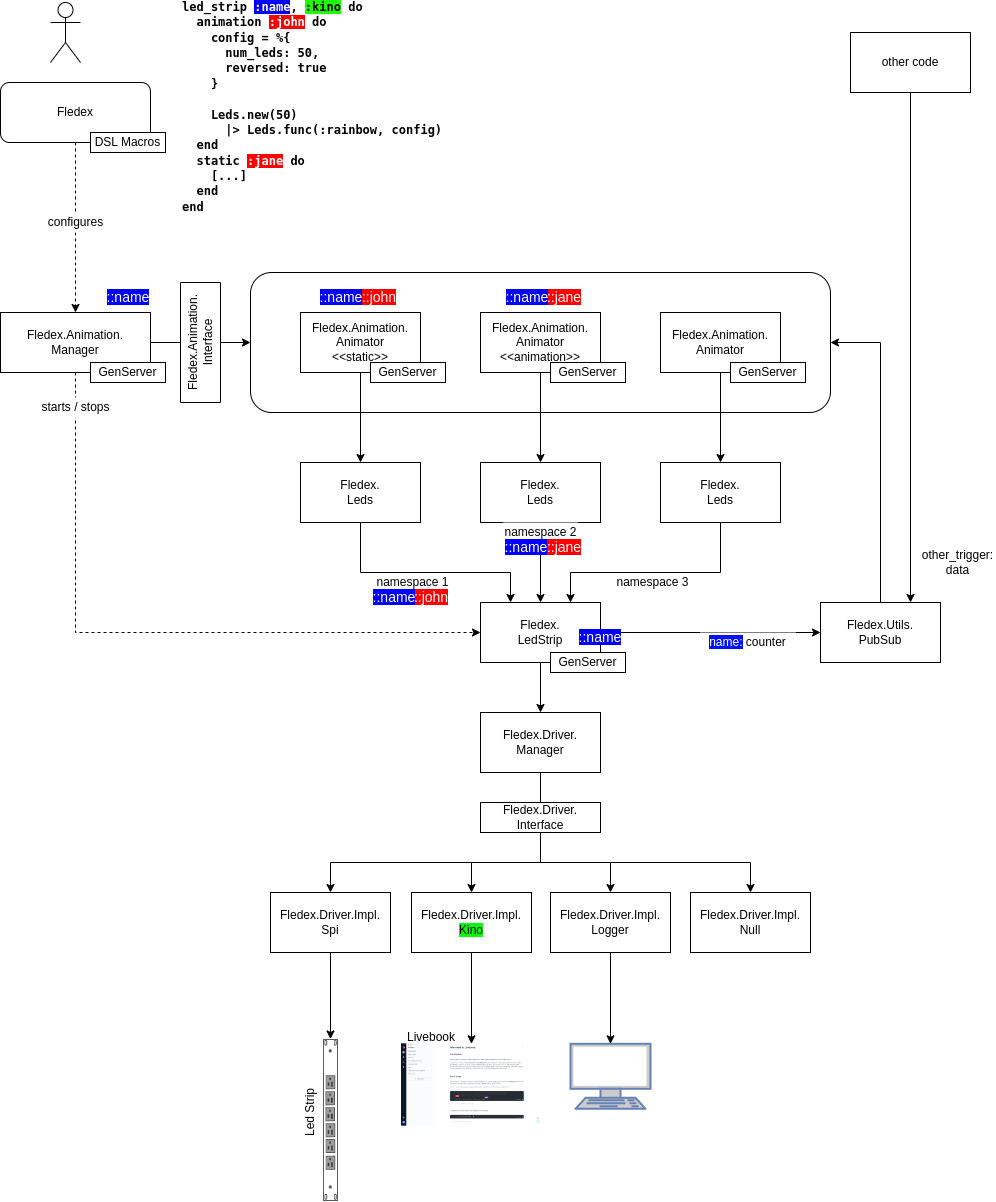 led_strip :name, :kino do
animation :john do
config = %{
num_leds: 50,
reversed: true
}
Leds.new(50)
|> Leds.func(:rainbow, config)
end
static :jane do
[...]
end
end
other code
Fledex
DSL Macros
configures
::name
Fledex.Animation.
Manager
GenServer
Fledex.Animation.
Interface
::name::john
Fledex.Animation.
Animator
<<static>>
GenServer
::name::jane
Fledex.Animation.
Animator
<<animation>>
GenServer
Fledex.Animation.
Animator
GenServer
starts / stops
Fledex.
Leds
Fledex.
Leds
Fledex.
Leds
namespace 2
::name::jane
namespace 1
::name::john
namespace 3
other_trigger:
data
Fledex.
LedStrip
::name
GenServer
name: counter
Fledex.Utils.
PubSub
Fledex.Driver.
Manager
Fledex.Driver.
Interface
Fledex.Driver.Impl.
Spi
Fledex.Driver.Impl.
Kino
Fledex.Driver.Impl.
Logger
Fledex.Driver.Impl.
Null
Livebook
Led Strip